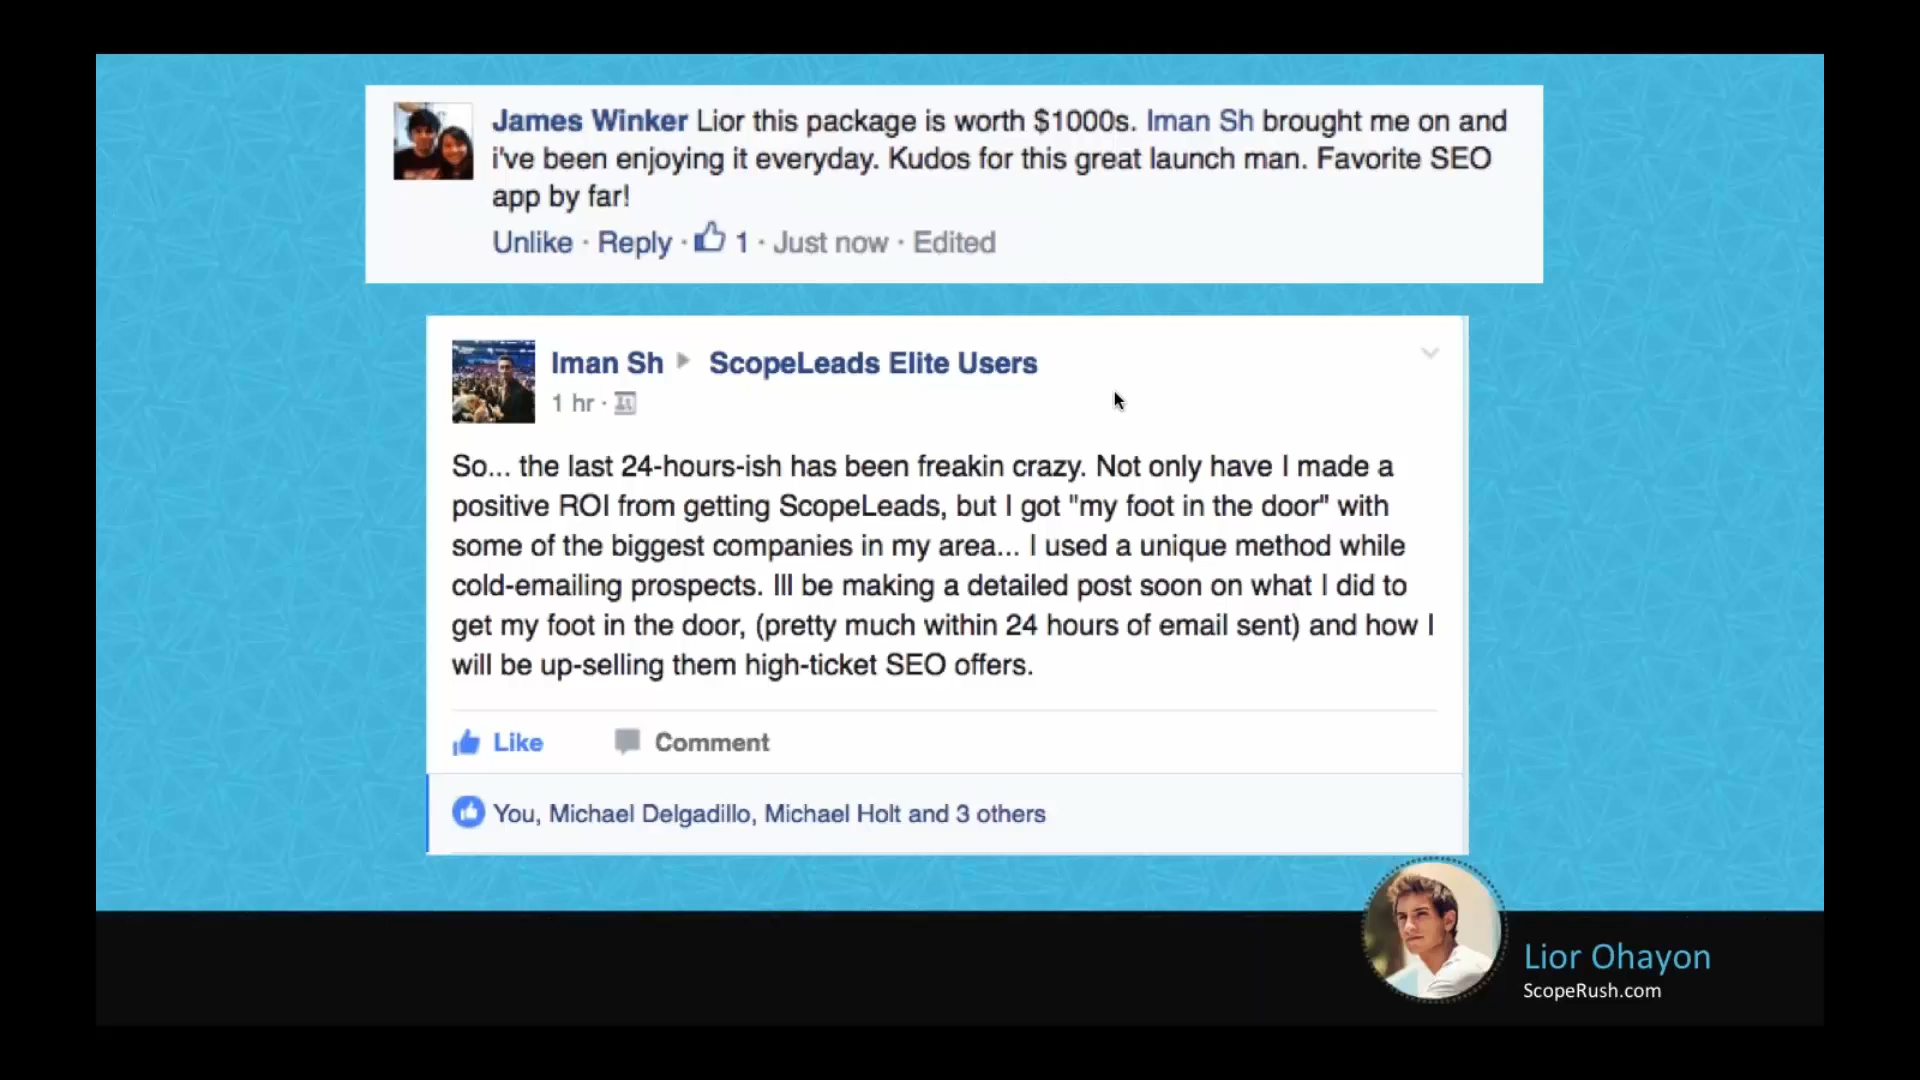 James Winker Lior this package is worth $1000s. Iman Sh brought me on and
i've been enjoying it everyday. Kudos for this great launch man. Favorite SEO
app by far!
Unlike · Reply · 1 · Just now · Edited
Iman Sh ▸ ScopeLeads Elite Users
1 hr ·
So... the last 24-hours-ish has been freakin crazy. Not only have I made a
positive ROI from getting ScopeLeads, but I got "my foot in the door" with
some of the biggest companies in my area... I used a unique method while
cold-emailing prospects. Ill be making a detailed post soon on what I did to
get my foot in the door, (pretty much within 24 hours of email sent) and how I
will be up-selling them high-ticket SEO offers.
Like Comment
You, Michael Delgadillo, Michael Holt and 3 others
Lior Ohayon
ScopeRush.com